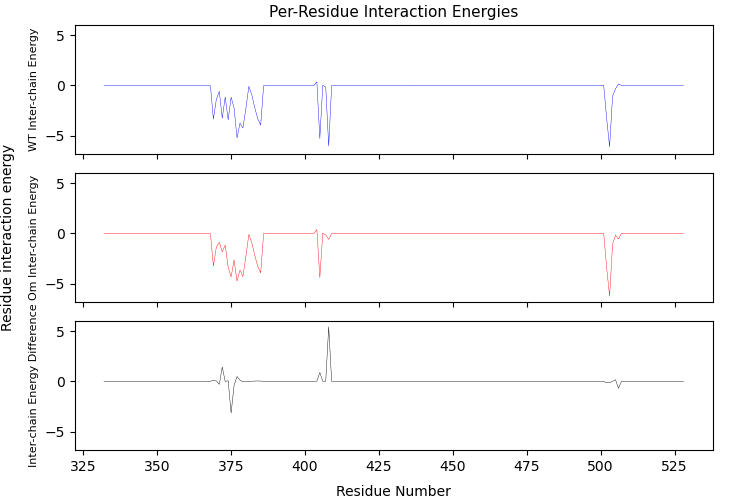 Per-Residue Interaction Energies
Residue interaction energy
WT Inter-chain Energy
5
0
−5
Om Inter-chain Energy
5
0
−5
Inter-chain Energy Difference
5
0
−5
325 350 375 400 425 450 475 500 525
Residue Number